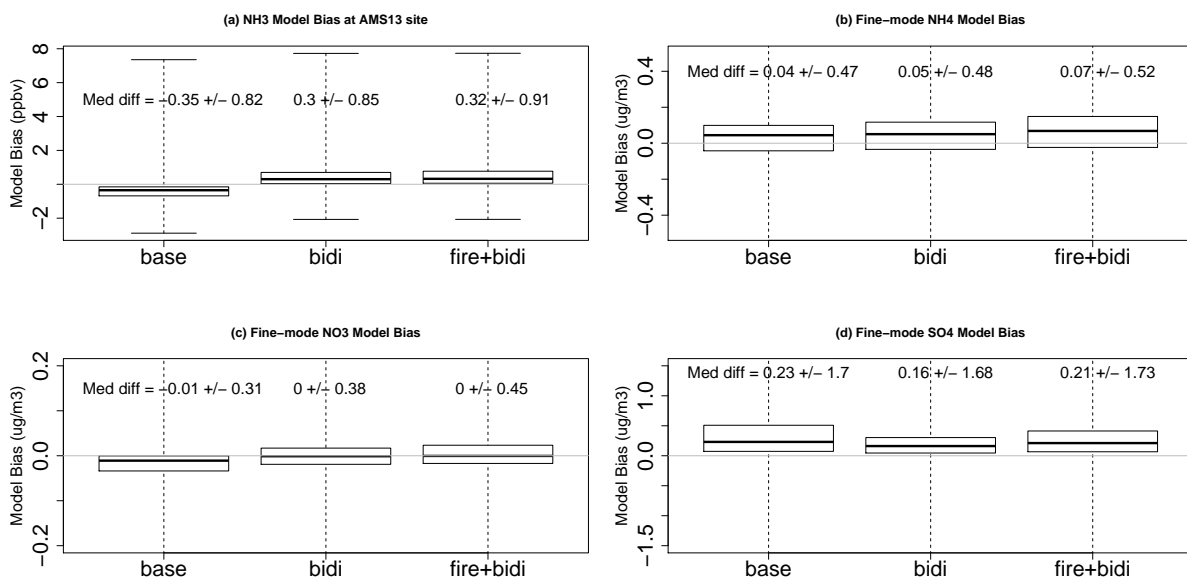 (a) NH3 Model Bias at AMS13 site
Model Bias (ppbv)
8
6
4
2
−2
Med diff = −0.35 +/− 0.82
0.3 +/− 0.85
0.32 +/− 0.91
base
bidi
fire+bidi
(b) Fine−mode NH4 Model Bias
Model Bias (ug/m3)
0.4
0.0
−0.4
Med diff = 0.04 +/− 0.47
0.05 +/− 0.48
0.07 +/− 0.52
base
bidi
fire+bidi
(c) Fine−mode NO3 Model Bias
Model Bias (ug/m3)
0.2
0.0
−0.2
Med diff = −0.01 +/− 0.31
0 +/− 0.38
0 +/− 0.45
base
bidi
fire+bidi
(d) Fine−mode SO4 Model Bias
Model Bias (ug/m3)
1.0
0.0
−1.5
Med diff = 0.23 +/− 1.7
0.16 +/− 1.68
0.21 +/− 1.73
base
bidi
fire+bidi